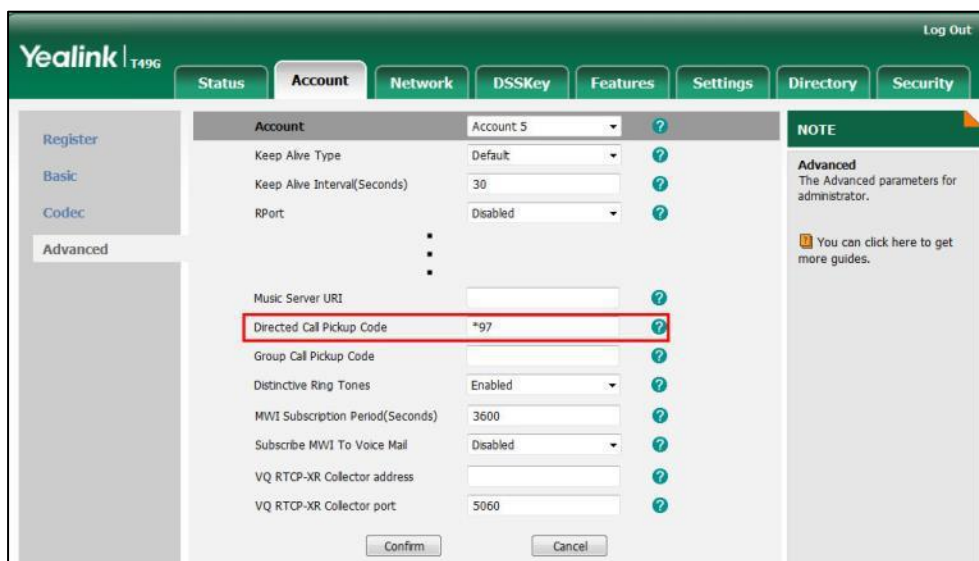 Log Out
Yealink T49G
Status Account Network DSSKey Features Settings Directory Security
Register
Basic
Codec
Advanced
Account Account 5
Keep Alive Type Default
Keep Alive Interval(Seconds) 30
RPort Disabled
Music Server URI
Directed Call Pickup Code *97
Group Call Pickup Code
Distinctive Ring Tones Enabled
MWI Subscription Period(Seconds) 3600
Subscribe MWI To Voice Mail Disabled
VQ RTCP-XR Collector address
VQ RTCP-XR Collector port 5060
Confirm Cancel
NOTE
Advanced
The Advanced parameters for
administrator.
You can click here to get
more guides.